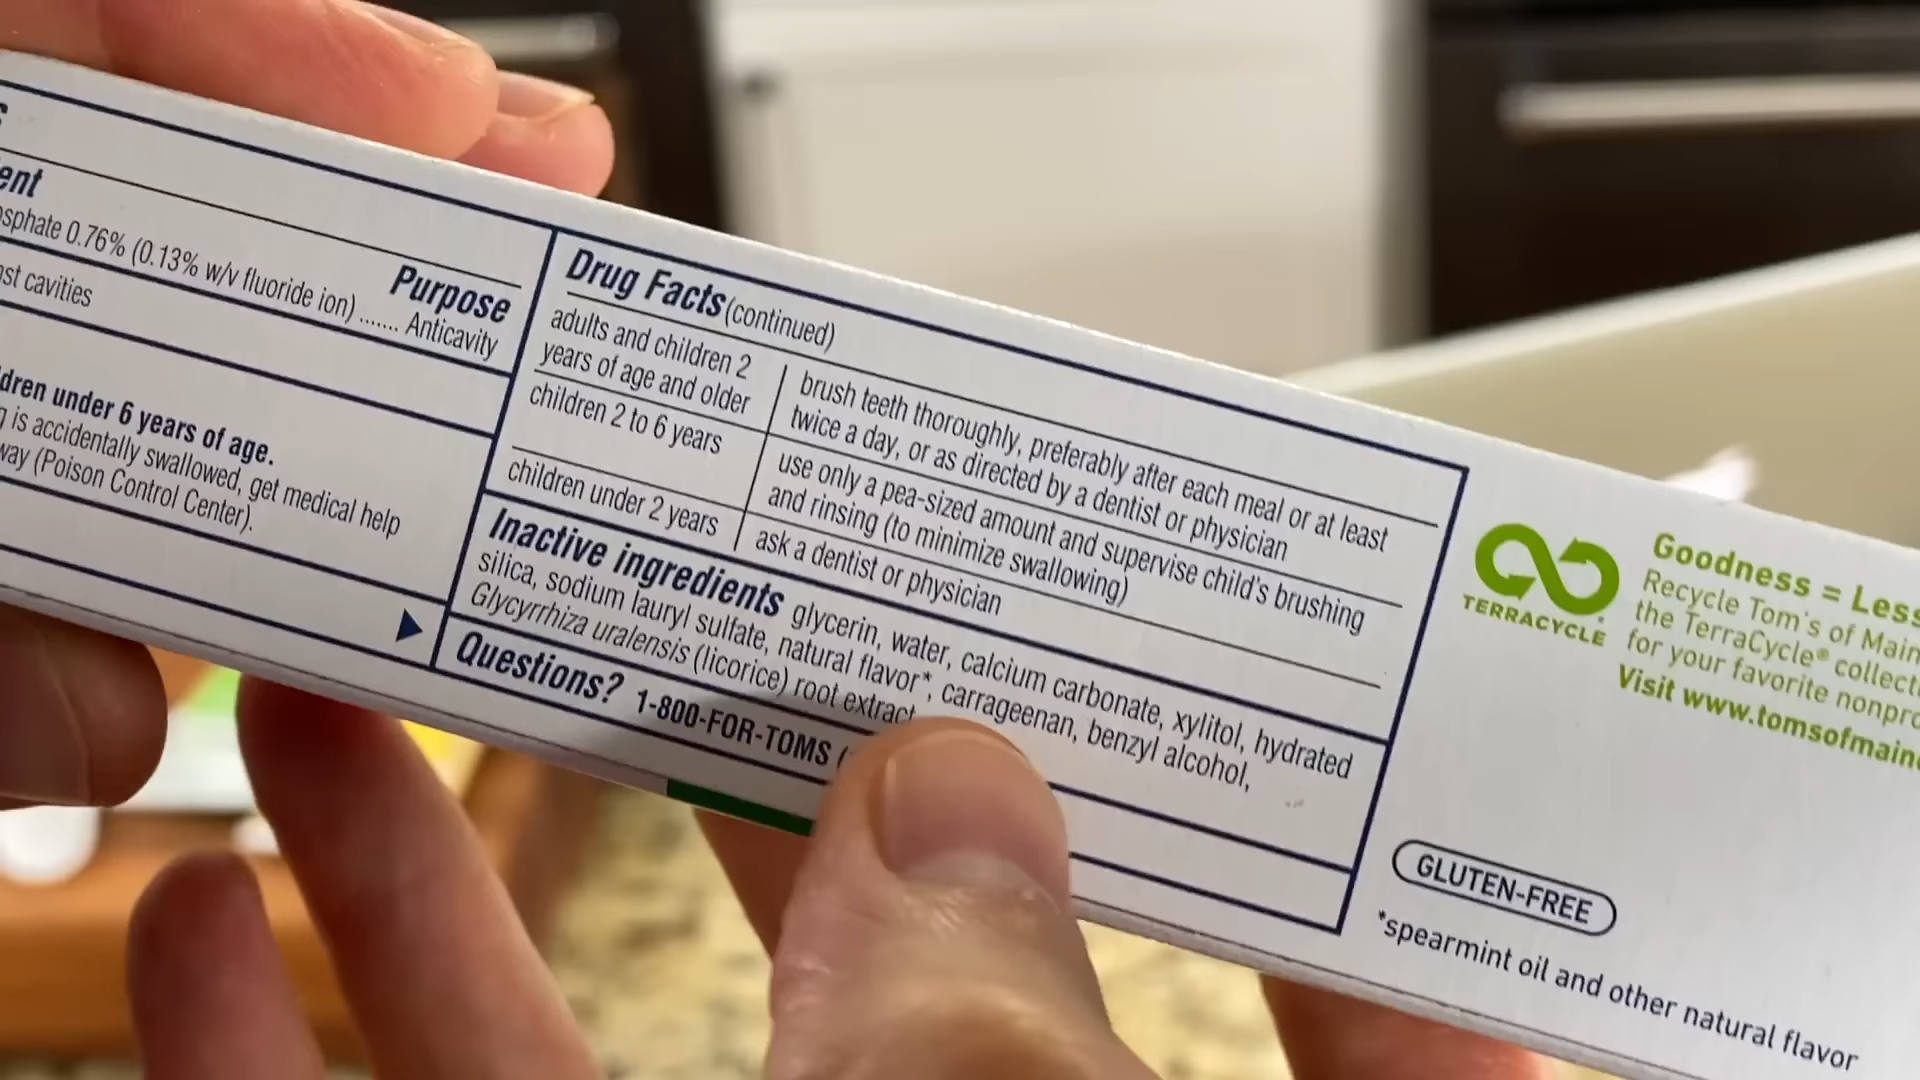 Purpose
0.76% (0.13% w/v fluoride ion) ....... Anticavity
cavities
under 6 years of age.
is accidentally swallowed, get medical help
(Poison Control Center).
Drug Facts (continued)
adults and children 2
years of age and older
brush teeth thoroughly, preferably after each meal or at least
twice a day, or as directed by a dentist or physician
children 2 to 6 years
use only a pea-sized amount and supervise child's brushing
and rinsing (to minimize swallowing)
children under 2 years
ask a dentist or physician
Inactive ingredients glycerin, water, calcium carbonate, xylitol, hydrated
silica, sodium lauryl sulfate, natural flavor*, carrageenan, benzyl alcohol,
Glycyrrhiza uralensis (licorice) root extract
Questions? 1-800-FOR-TOMS (
TERRACYCLE
Goodness = Less
Recycle Tom's of Main
the TerraCycle® collect
for your favorite nonpro
Visit www.tomsofmaine
GLUTEN-FREE
*spearmint oil and other natural flavor